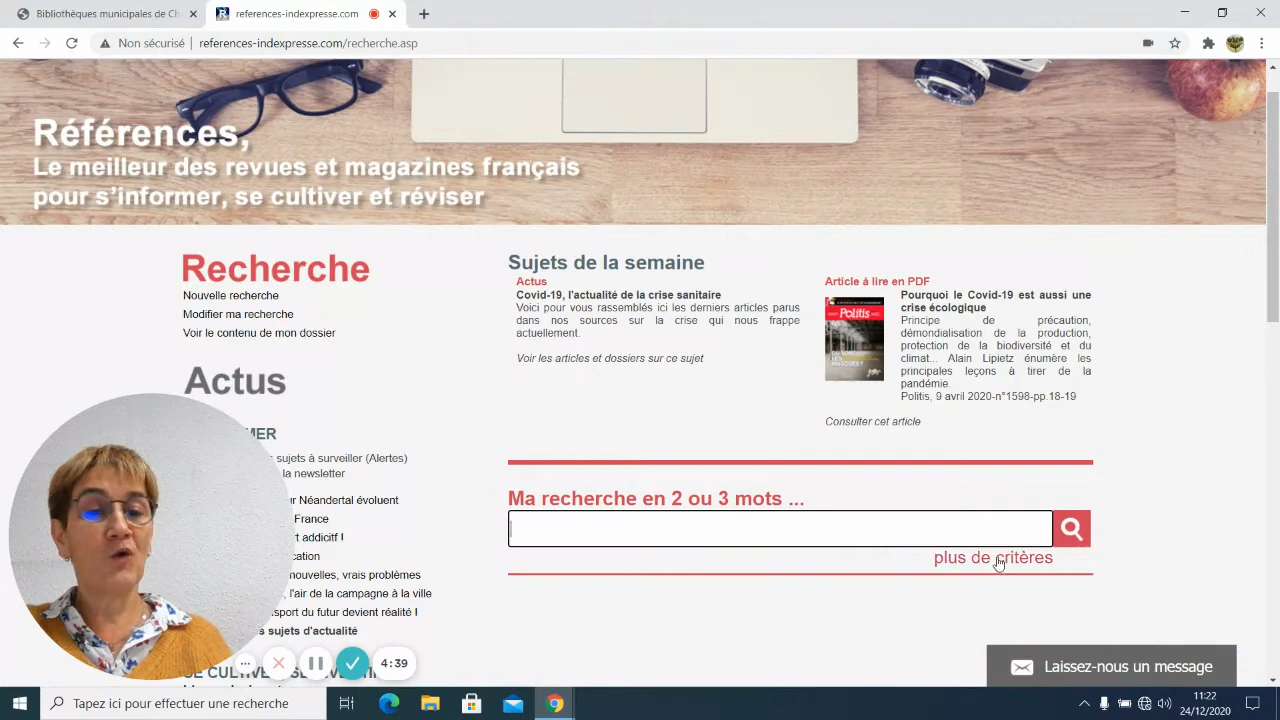 Bibliothèques municipales de Ch
references-indexpresse.com
Non sécurisé
references-indexpresse.com/recherche.asp
Références,
Le meilleur des revues et magazines français
pour s'informer, se cultiver et réviser
Recherche
Nouvelle recherche
Modifier ma recherche
Voir le contenu de mon dossier
Actus
sujets à surveiller (Alertes)
la newsletter
Néandertal évoluent
France
addictif !
nouvelles, vrais problèmes
l'air de la campagne à la ville
du futur devient réalité !
sujets d'actualité
Sujets de la semaine
Actus
Covid-19, l'actualité de la crise sanitaire
Voici pour vous rassemblés ici les derniers articles parus
dans nos sources sur la crise qui nous frappe
actuellement.
Voir les articles et dossiers sur ce sujet
Article à lire en PDF
Politis
Pourquoi le Covid-19 est aussi une
crise écologique
Principe de précaution,
démondialisation de la production,
protection de la biodiversité et du
climat... Alain Lipietz énumère les
principales leçons à tirer de la
pandémie.
Politis, 9 avril 2020-n°1598-pp.18-19
Consulter cet article
Ma recherche en 2 ou 3 mots ...
plus de critères
Laissez-nous un message
4:39
Tapez ici pour effectuer une recherche
11:22
24/12/2020